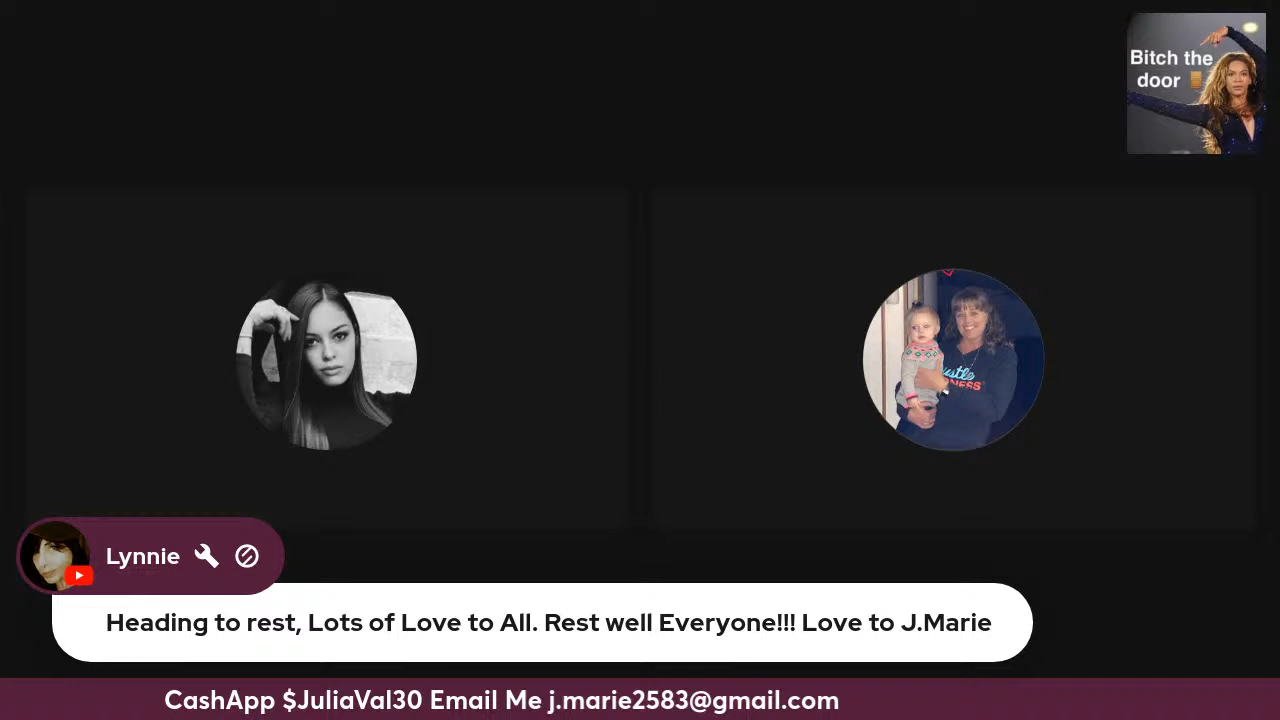 Bitch the
door
Lynnie
Heading to rest, Lots of Love to All. Rest well Everyone!!! Love to J.Marie
CashApp $JuliaVal30 Email Me j.marie2583@gmail.com